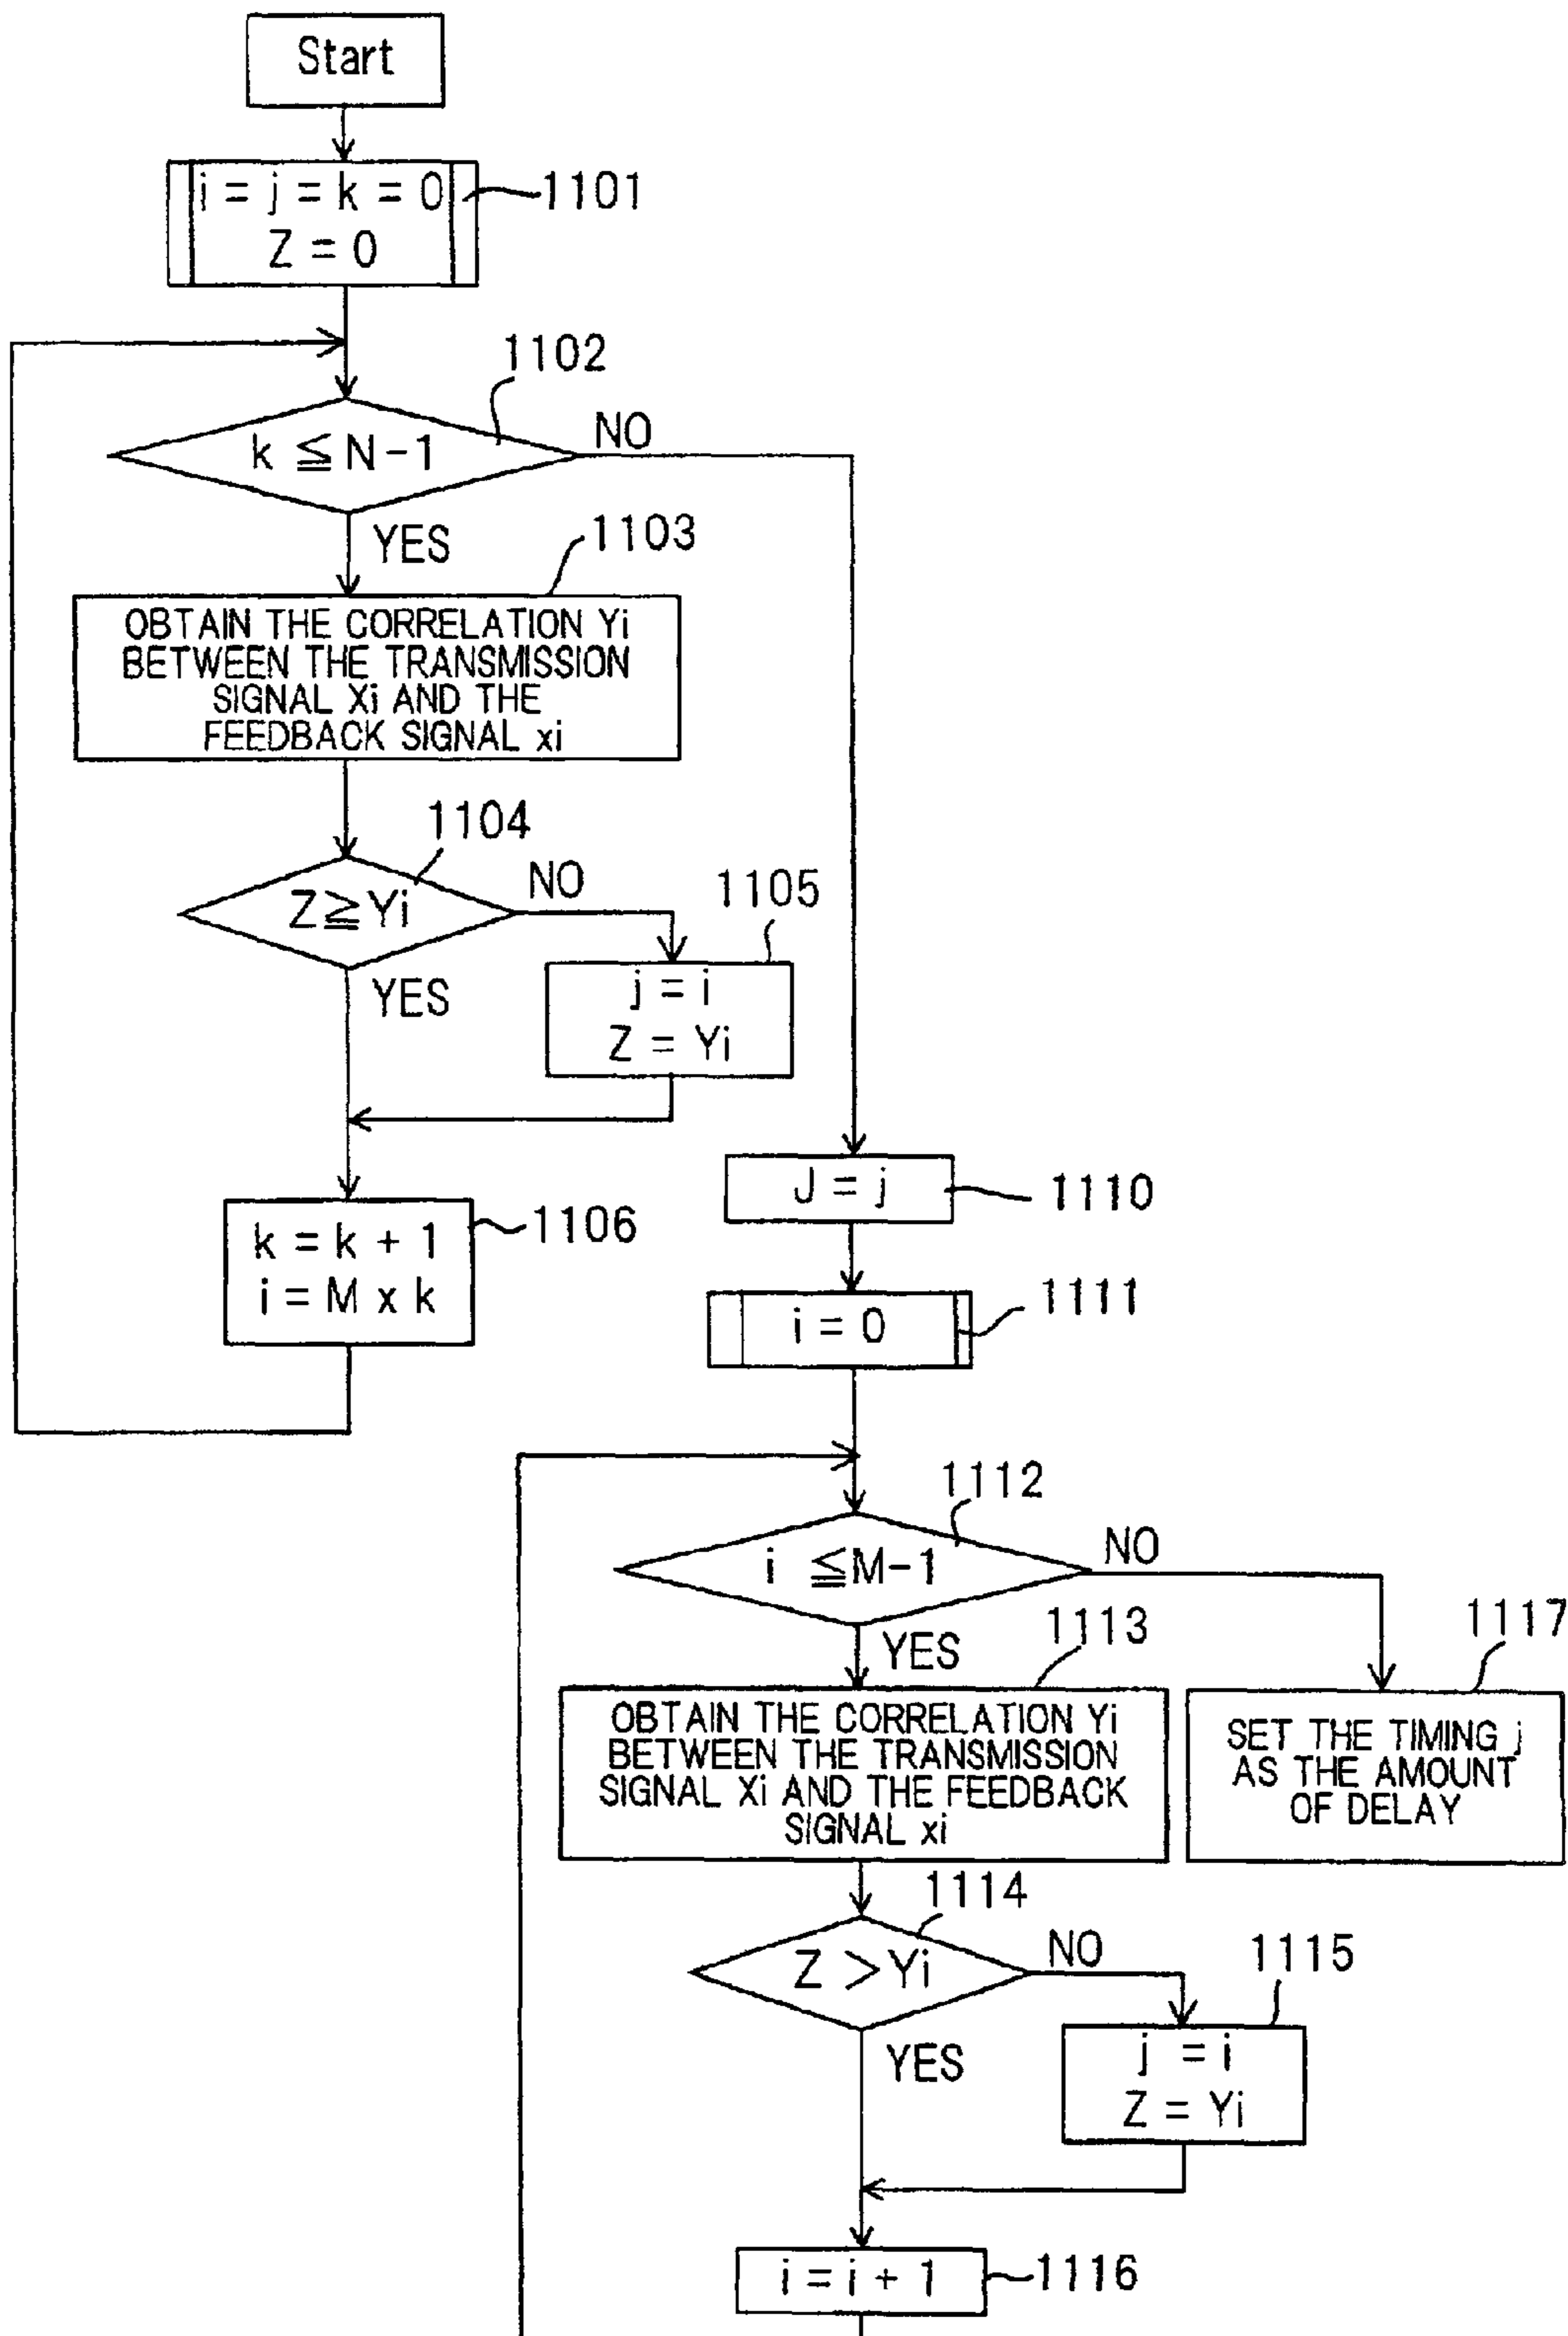 Start
i = j = k = 0
Z = 0
1101
1102
k ≦ N-1
NO
YES
1103
OBTAIN THE CORRELATION Yi
BETWEEN THE TRANSMISSION
SIGNAL Xi AND THE
FEEDBACK SIGNAL xi
1104
Z≧Yi
NO
YES
1105
j = i
Z = Yi
k = k + 1
i = M x k
1106
J = j
1110
i = 0
1111
1112
i ≦M-1
NO
YES
1113
OBTAIN THE CORRELATION Yi
BETWEEN THE TRANSMISSION
SIGNAL Xi AND THE FEEDBACK
SIGNAL xi
1117
SET THE TIMING j
AS THE AMOUNT
OF DELAY
1114
Z >Yi
NO
YES
1115
j = i
Z = Yi
i = i + 1
1116